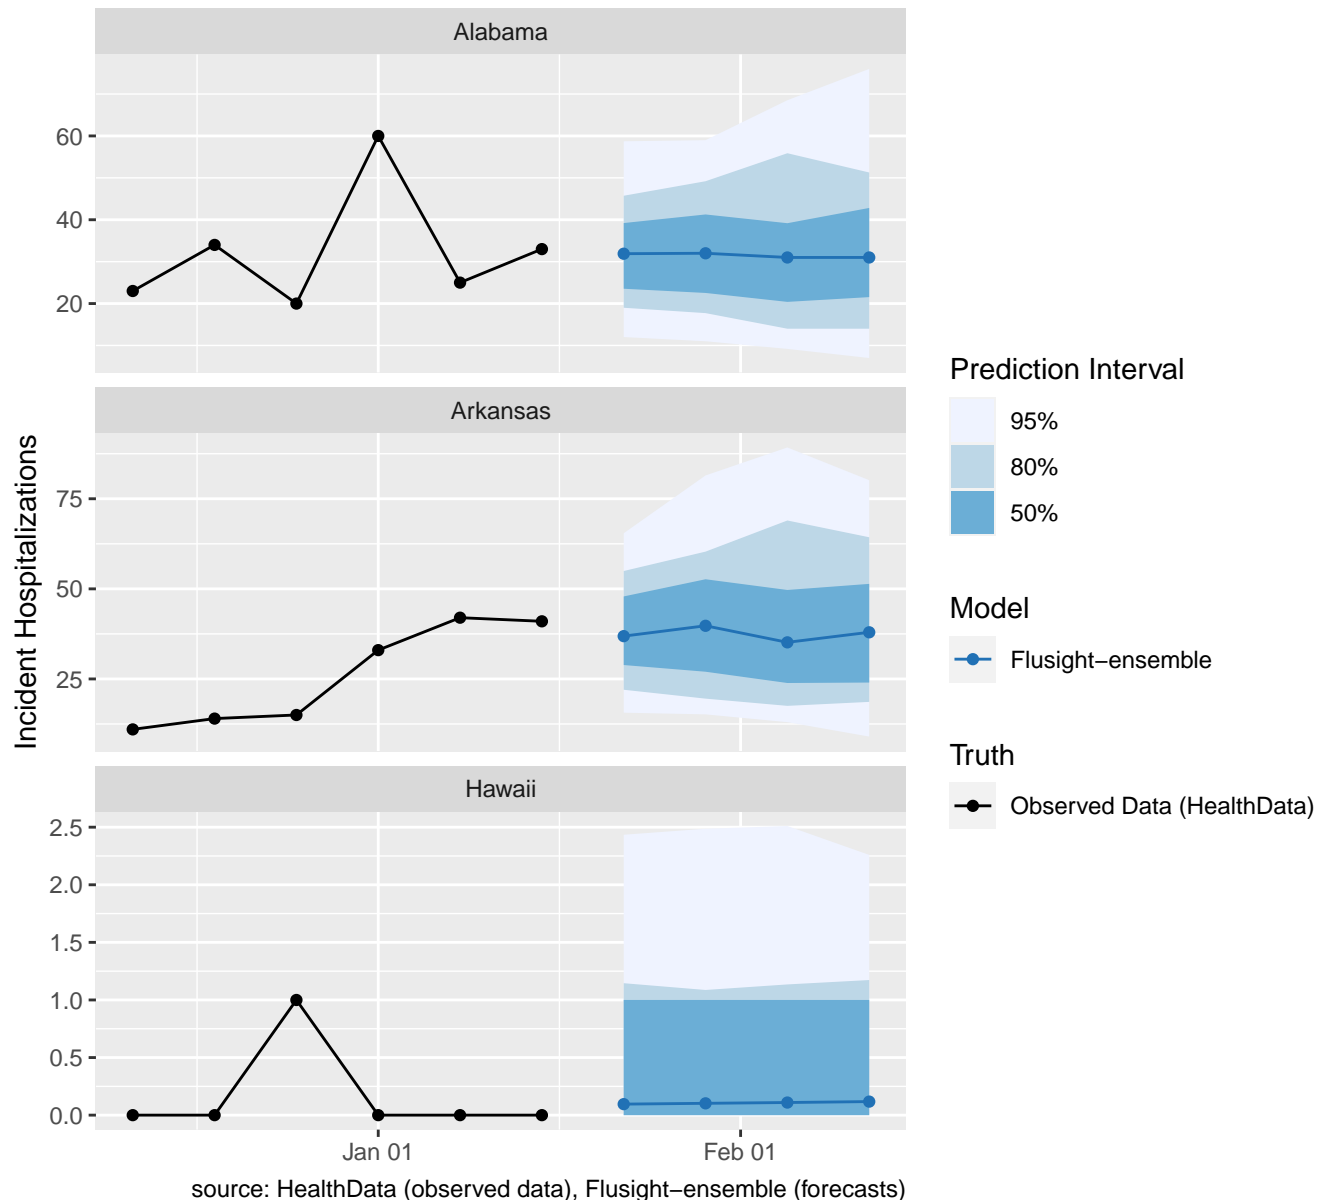 Alabama
60
40
20
Arkansas
75
50
25
Hawaii
2.5
2.0
1.5
1.0
0.5
0.0
Incident Hospitalizations
Jan 01
Feb 01
source: HealthData (observed data), Flusight−ensemble (forecasts)
Prediction Interval
95%
80%
50%
Model
Flusight−ensemble
Truth
Observed Data (HealthData)